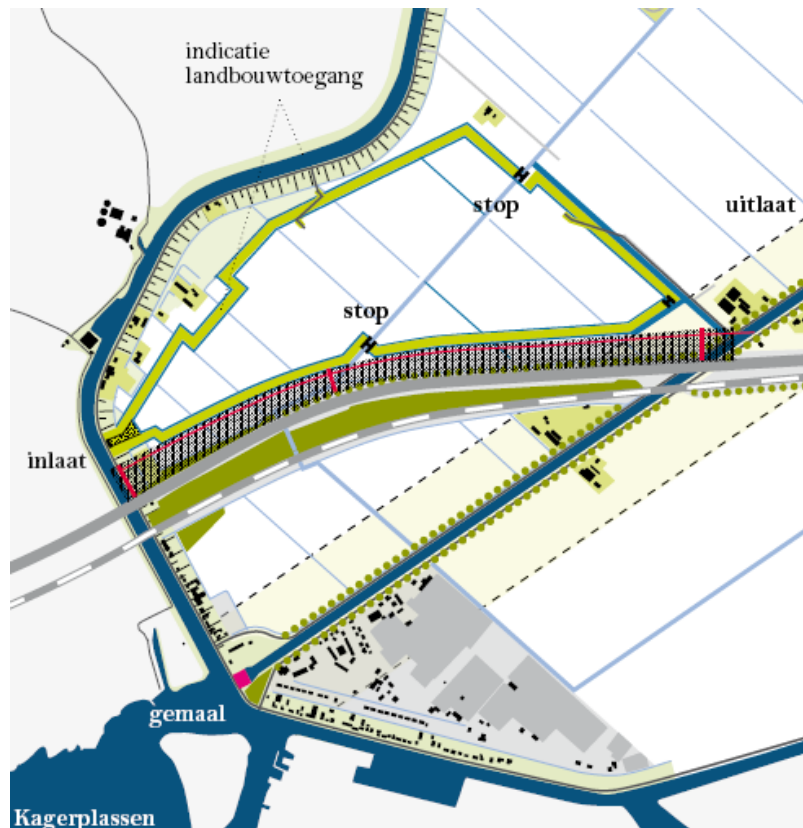 indicatie
landbouwtoegang
stop
uitlaat
stop
inlaat
gemaal
Kagerplassen